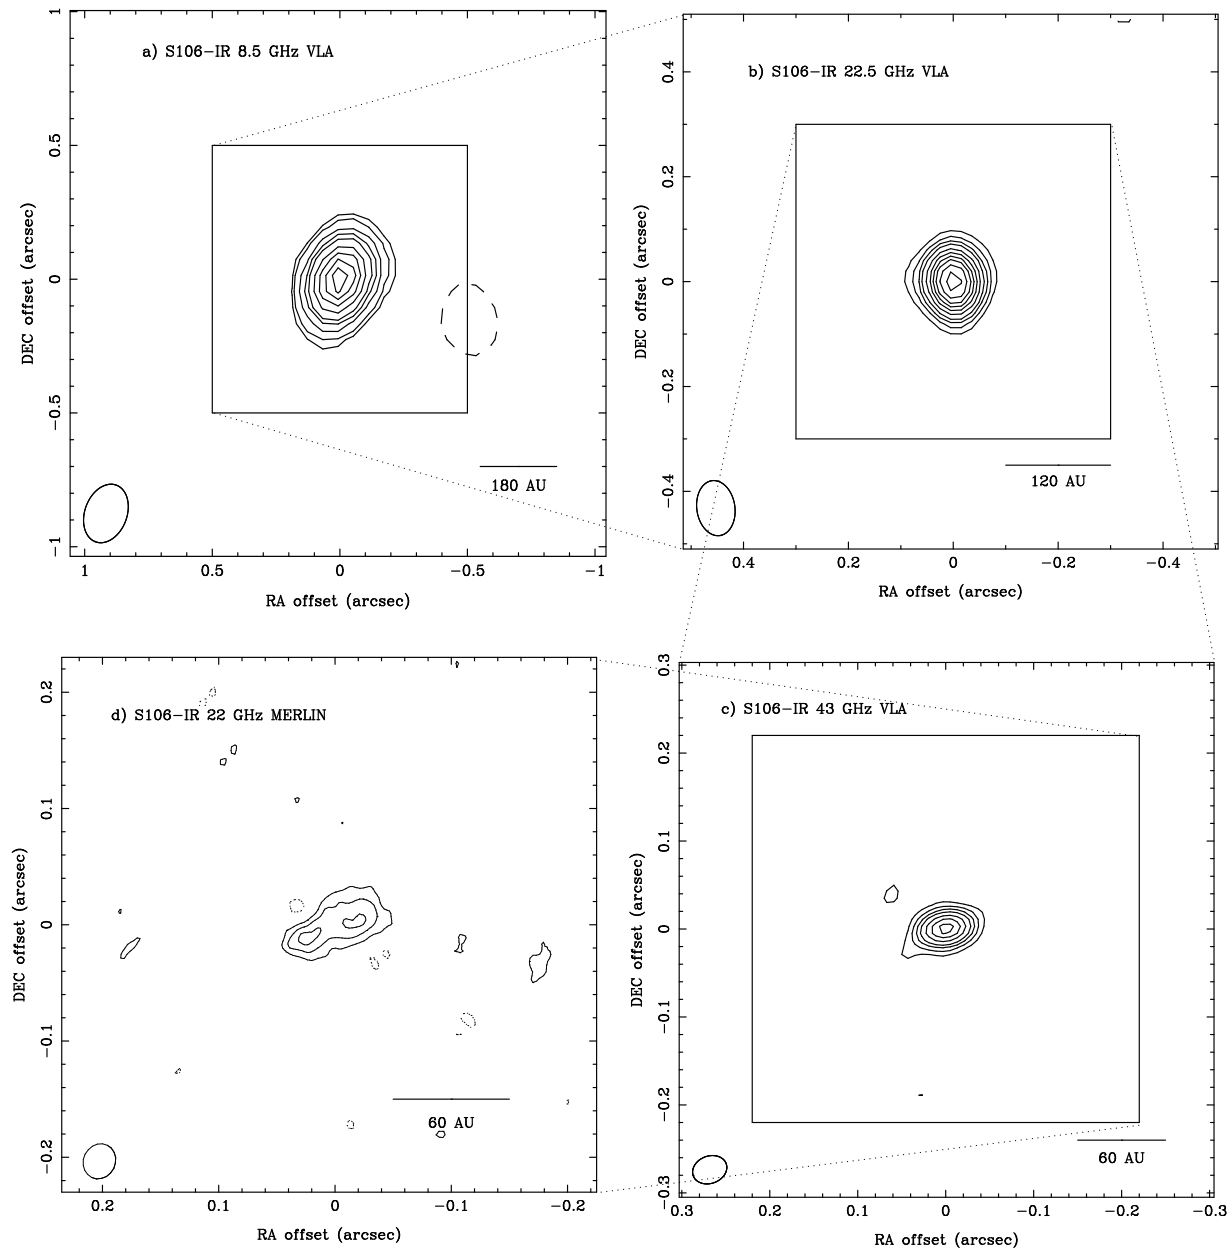 a) S106-IR 8.5 GHz VLA
DEC offset (arcsec)
1
0.5
0
-0.5
-1
180 AU
1
0.5
0
-0.5
-1
RA offset (arcsec)
b) S106-IR 22.5 GHz VLA
DEC offset (arcsec)
0.4
0.2
0
-0.2
-0.4
120 AU
0.4
0.2
0
-0.2
-0.4
RA offset (arcsec)
d) S106-IR 22 GHz MERLIN
DEC offset (arcsec)
0.2
0.1
0
-0.1
-0.2
60 AU
0.2
0.1
0
-0.1
-0.2
RA offset (arcsec)
c) S106-IR 43 GHz VLA
DEC offset (arcsec)
0.3
0.2
0.1
0
-0.1
-0.2
-0.3
60 AU
0.3
0.2
0.1
0
-0.1
-0.2
-0.3
RA offset (arcsec)